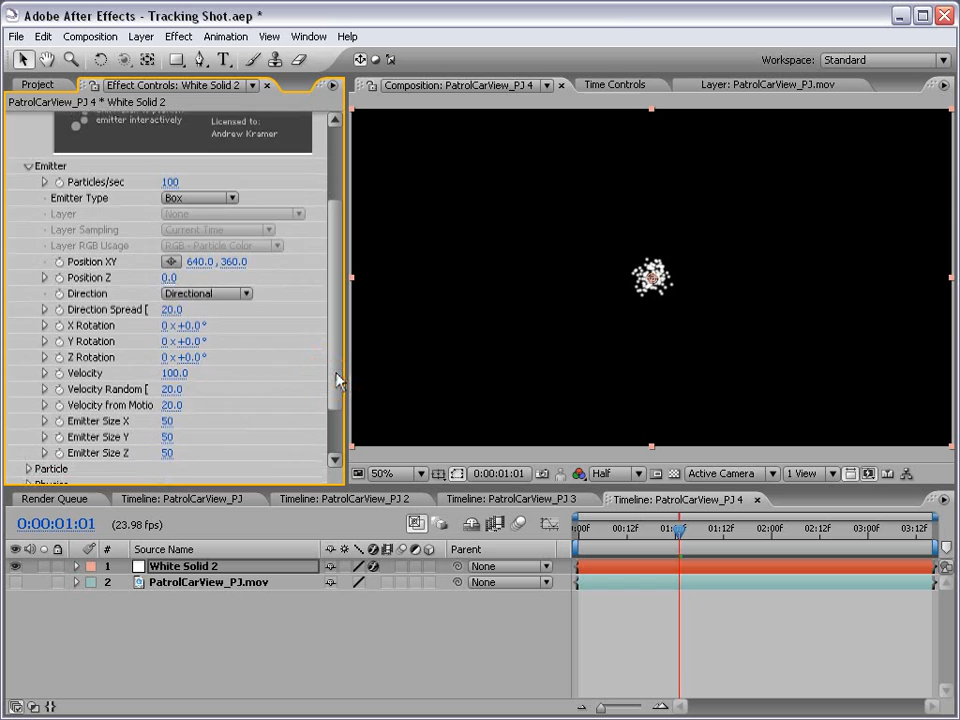 Adobe After Effects - Tracking Shot.aep *
File Edit Composition Layer Effect Animation View Window Help
Workspace: Standard
Project Effect Controls: White Solid 2 Composition: PatrolCarView_PJ 4 Time Controls Layer: PatrolCarView_PJ.mov
PatrolCarView_PJ 4 * White Solid 2
emitter interactively
Licensed to:
Andrew Kramer
Emitter
Particles/sec 100
Emitter Type Box
Layer None
Layer Sampling Current Time
Layer RGB Usage RGB - Particle Color
Position XY 640.0, 360.0
Position Z 0.0
Direction Directional
Direction Spread [ 20.0
X Rotation 0 x+0.0°
Y Rotation 0 x+0.0°
Z Rotation 0 x+0.0°
Velocity 100.0
Velocity Random [ 20.0
Velocity from Motio 20.0
Emitter Size X 50
Emitter Size Y 50
Emitter Size Z 50
Particle
50% 0:00:01:01 Half Active Camera 1 View
Render Queue Timeline: PatrolCarView_PJ Timeline: PatrolCarView_PJ 2 Timeline: PatrolCarView_PJ 3 Timeline: PatrolCarView_PJ 4
0:00:01:01 (23.98 fps)
:00f 00:12f 01:00f 01:12f 02:00f 02:12f 03:00f 03:12f
# Source Name Parent
1 White Solid 2 None
2 PatrolCarView_PJ.mov None